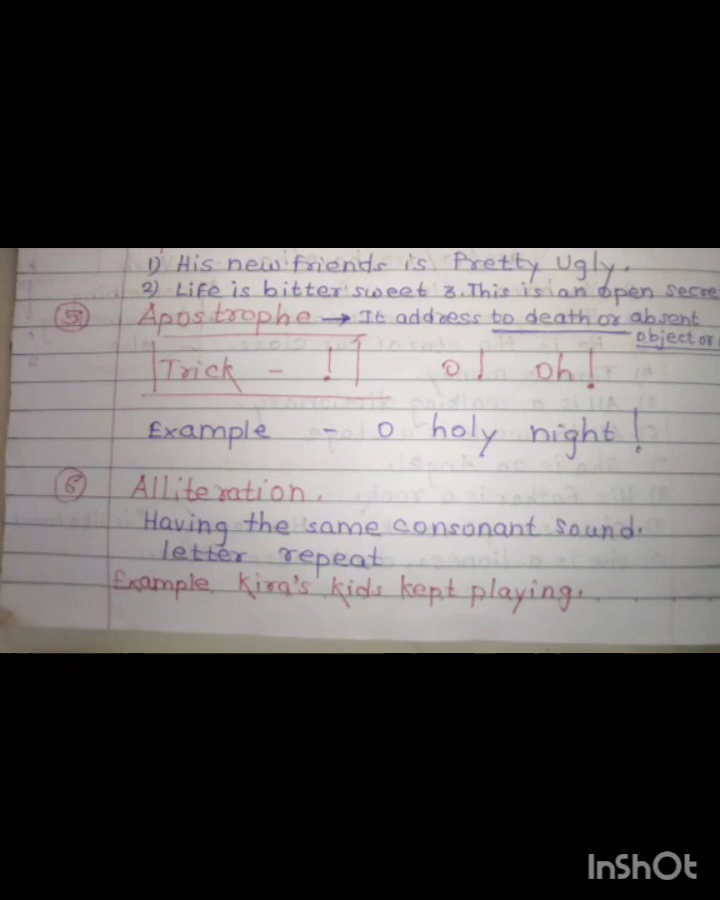 1) His new friends is Pretty Ugly.
2) Life is bitter sweet 3. This is an open secre
5 Apostrophe → It address to death or absent
object or
Trick - ! O! Oh!
Example - O holy night!
6 Alliteration.
Having the same consonant sound.
letter repeat
Example Kira's kids kept playing.
InShOt